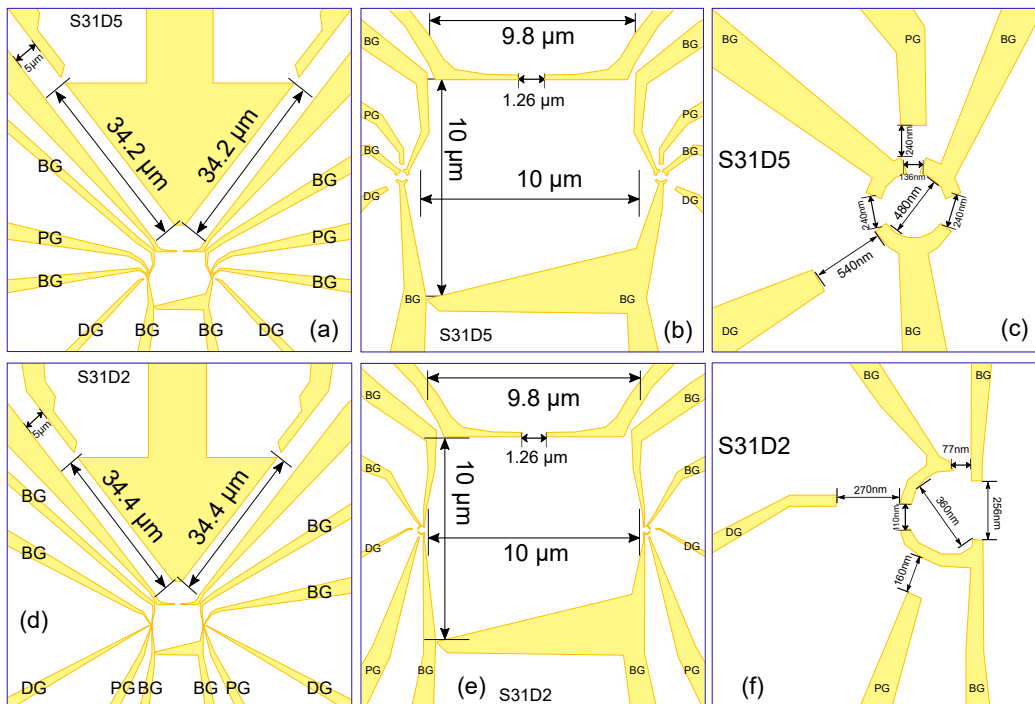 S31D5
5µm
34.2 µm
34.2 µm
BG
BG
PG
PG
BG
BG
DG
BG
BG
DG
(a)
9.8 µm
BG
BG
1.26 µm
10 µm
PG
PG
BG
BG
10 µm
DG
DG
BG
BG
S31D5
(b)
BG
PG
BG
240nm
S31D5
136nm
480nm
240nm
240nm
540nm
DG
BG
(c)
S31D2
5µm
34.4 µm
34.4 µm
BG
BG
BG
BG
(d)
DG
PG
BG
BG
PG
DG
9.8 µm
BG
BG
1.26 µm
10 µm
BG
BG
10 µm
DG
DG
PG
BG
BG
PG
(e)
S31D2
BG
BG
S31D2
77nm
270nm
110nm
360nm
256nm
DG
160nm
PG
BG
(f)